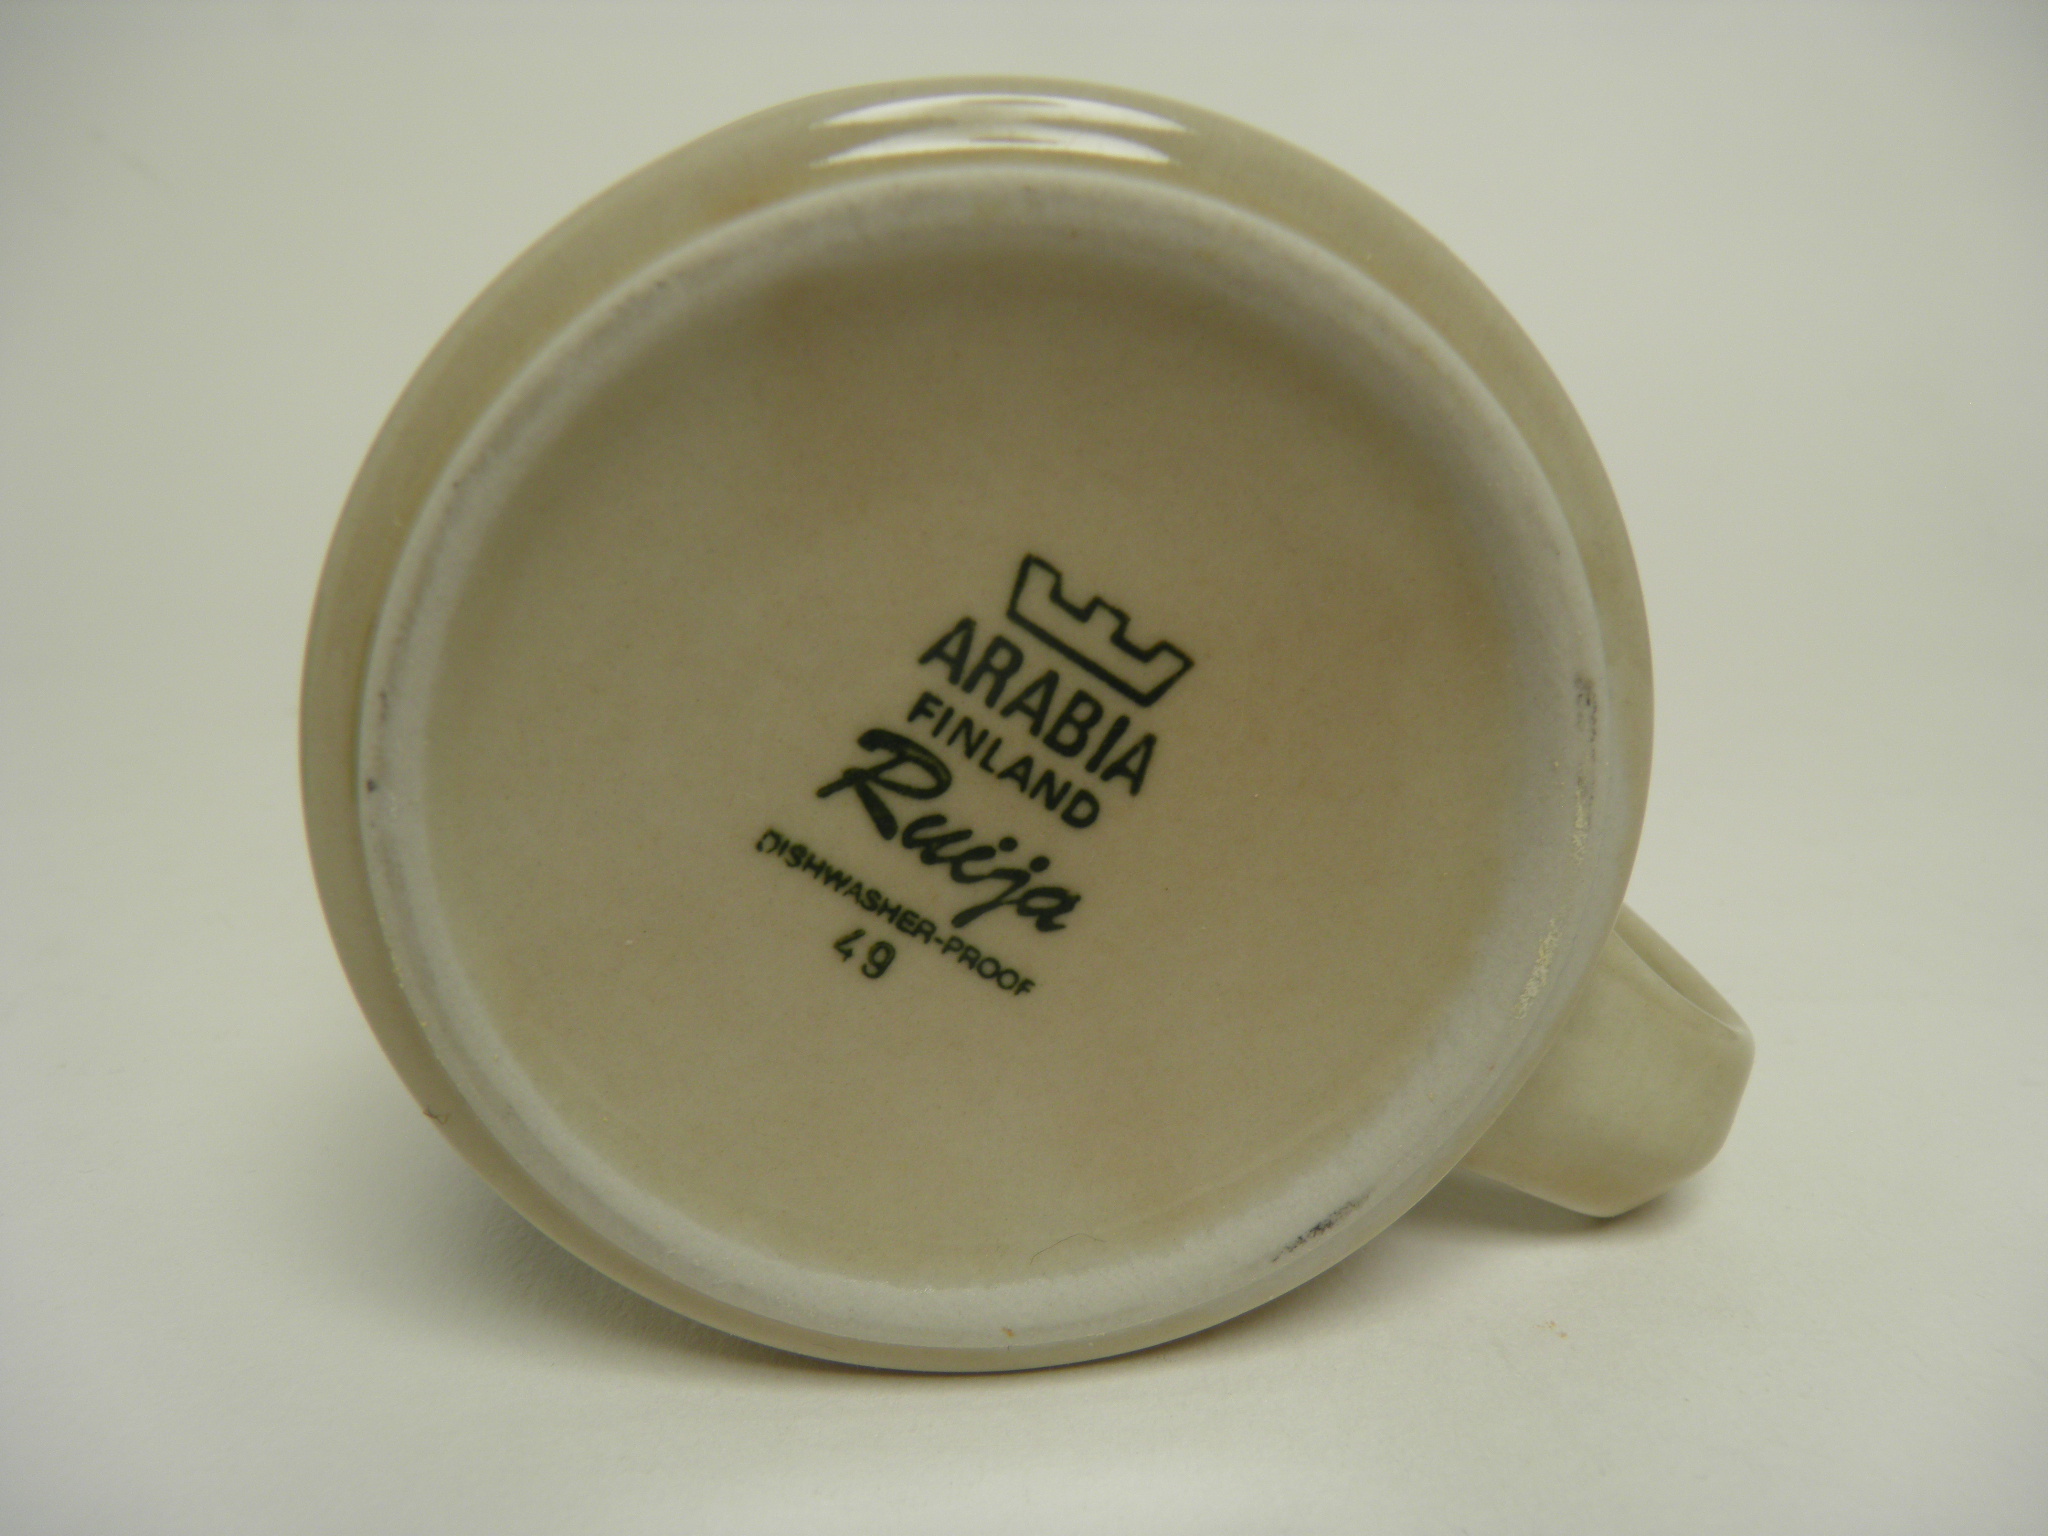 ARABIA
FINLAND
Ruija
DISHWASHER-PROOF
49